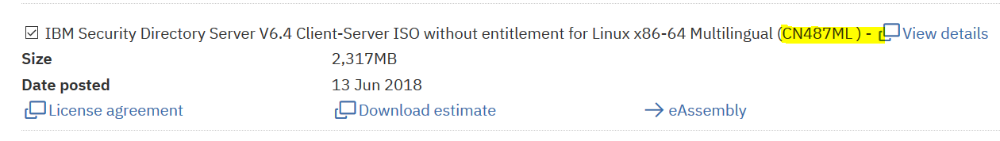 IBM Security Directory Server V6.4 Client-Server ISO without entitlement for Linux x86-64 Multilingual (CN487ML ) - View details
Size 2,317MB
Date posted 13 Jun 2018
License agreement Download estimate eAssembly